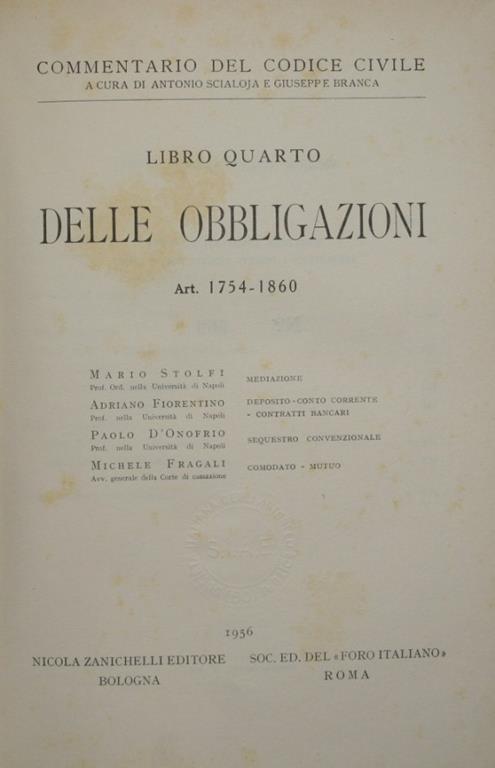 COMMENTARIO DEL CODICE CIVILE
A CURA DI ANTONIO SCIALOJA E GIUSEPPE BRANCA
LIBRO QUARTO
DELLE OBBLIGAZIONI
Art. 1754-1860
MARIO STOLFI
Prof. Ord. nella Università di Napoli
MEDIAZIONE
ADRIANO FIORENTINO
Prof. nella Università di Napoli
DEPOSITO - CONTO CORRENTE
- CONTRATTI BANCARI
PAOLO D'ONOFRIO
Prof. nella Università di Napoli
SEQUESTRO CONVENZIONALE
MICHELE FRAGALI
Avv. generale della Corte di cassazione
COMODATO - MUTUO
1956
NICOLA ZANICHELLI EDITORE
BOLOGNA
SOC. ED. DEL «FORO ITALIANO»
ROMA